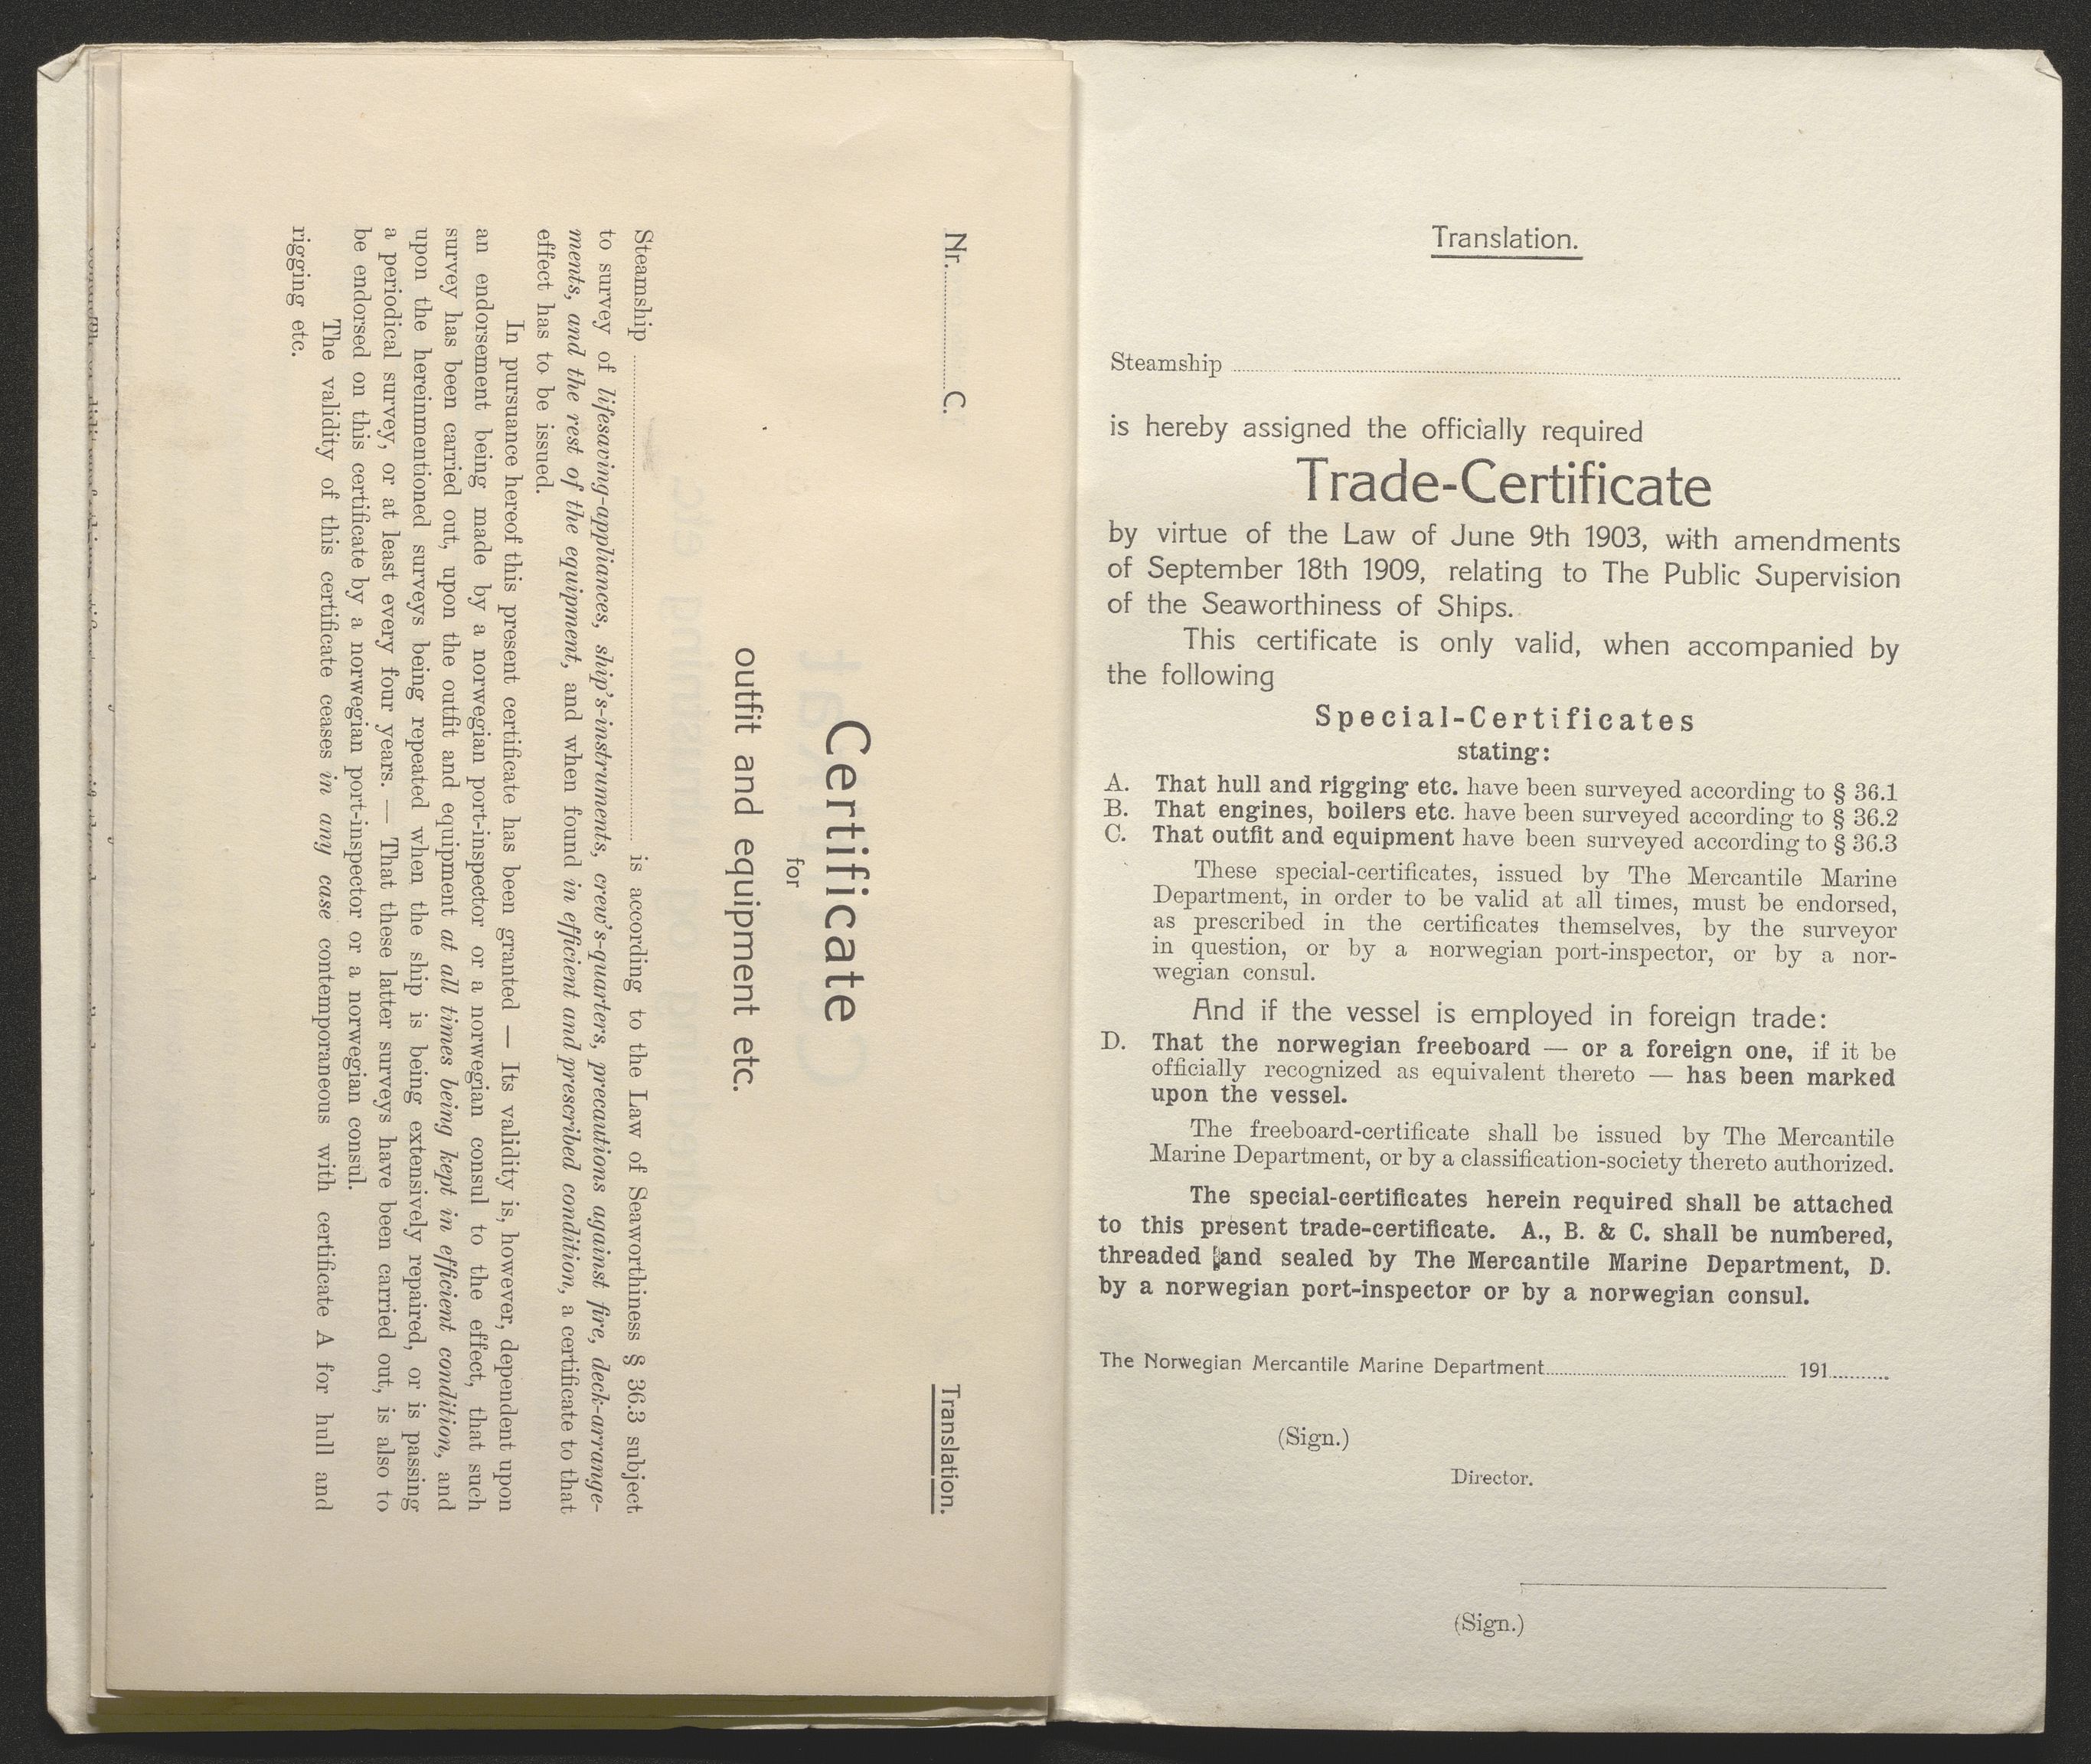 Nr. C.
Translation.
Certificate
for
outfit and equipment etc.
Steamship is according to the Law of Seaworthiness § 36.3 subject
to survey of lifesaving-appliances, ship's-instruments, crew's-quarters, precautions against fire, deck-arrange-
ments, and the rest of the equipment, and when found in efficient and prescribed condition, a certificate to that
effect has to be issued.
In pursuance hereof this present certificate has been granted — Its validity is, however, dependent upon
an endorsement being made by a norwegian port-inspector or a norwegian consul to the effect, that such
survey has been carried out, upon the outfit and equipment at all times being kept in efficient condition, and
upon the hereinmentioned surveys being repeated when the ship is being extensively repaired, or is passing
a periodical survey, or at least every four years. — That these latter surveys have been carried out, is also to
be endorsed on this certificate by a norwegian port-inspector or a norwegian consul.
The validity of this certificate ceases in any case contemporaneous with certificate A for hull and
rigging etc.
Translation.
Steamship
is hereby assigned the officially required
Trade-Certificate
by virtue of the Law of June 9th 1903, with amendments
of September 18th 1909, relating to The Public Supervision
of the Seaworthiness of Ships.
This certificate is only valid, when accompanied by
the following
Special-Certificates
stating:
A. That hull and rigging etc. have been surveyed according to § 36.1
B. That engines, boilers etc. have been surveyed according to § 36.2
C. That outfit and equipment have been surveyed according to § 36.3
These special-certificates, issued by The Mercantile Marine
Department, in order to be valid at all times, must be endorsed,
as prescribed in the certificates themselves, by the surveyor
in question, or by a norwegian port-inspector, or by a nor-
wegian consul.
And if the vessel is employed in foreign trade:
D. That the norwegian freeboard — or a foreign one, if it be
officially recognized as equivalent thereto — has been marked
upon the vessel.
The freeboard-certificate shall be issued by The Mercantile
Marine Department, or by a classification-society thereto authorized.
The special-certificates herein required shall be attached
to this present trade-certificate. A., B. & C. shall be numbered,
threaded and sealed by The Mercantile Marine Department, D.
by a norwegian port-inspector or by a norwegian consul.
The Norwegian Mercantile Marine Department 191
(Sign.)
Director.
(Sign.)